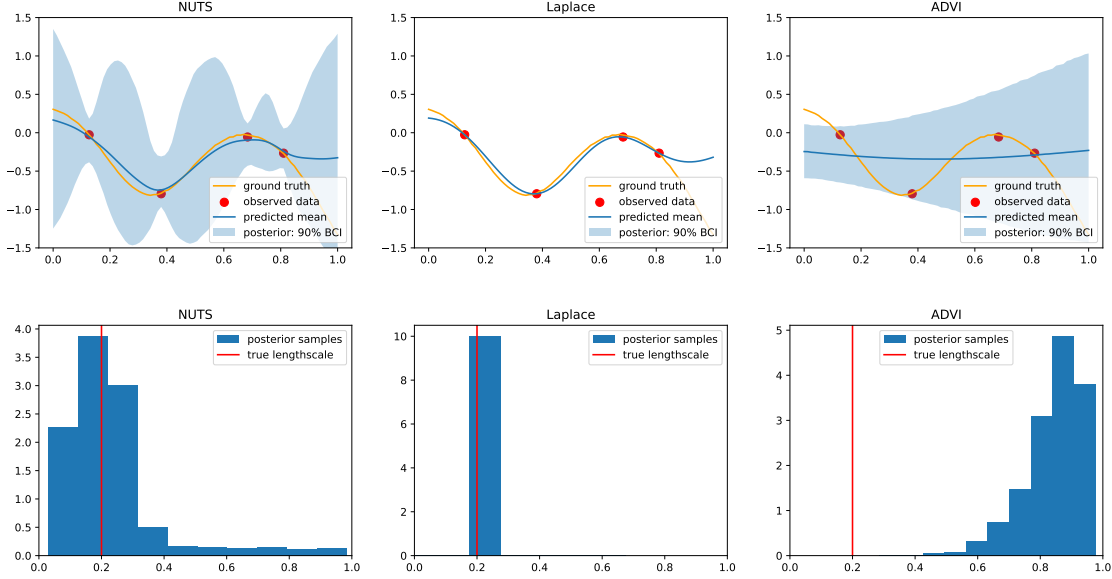 NUTS
1.5
1.0
0.5
0.0
−0.5
−1.0
−1.5
0.0 0.2 0.4 0.6 0.8 1.0
ground truth
observed data
predicted mean
posterior: 90% BCI
Laplace
1.5
1.0
0.5
0.0
−0.5
−1.0
−1.5
0.0 0.2 0.4 0.6 0.8 1.0
ground truth
observed data
predicted mean
posterior: 90% BCI
ADVI
1.5
1.0
0.5
0.0
−0.5
−1.0
−1.5
0.0 0.2 0.4 0.6 0.8 1.0
ground truth
observed data
predicted mean
posterior: 90% BCI
NUTS
4.0
3.5
3.0
2.5
2.0
1.5
1.0
0.5
0.0
0.0 0.2 0.4 0.6 0.8 1.0
posterior samples
true lengthscale
Laplace
10
8
6
4
2
0
0.0 0.2 0.4 0.6 0.8 1.0
posterior samples
true lengthscale
ADVI
5
4
3
2
1
0
0.0 0.2 0.4 0.6 0.8 1.0
posterior samples
true lengthscale